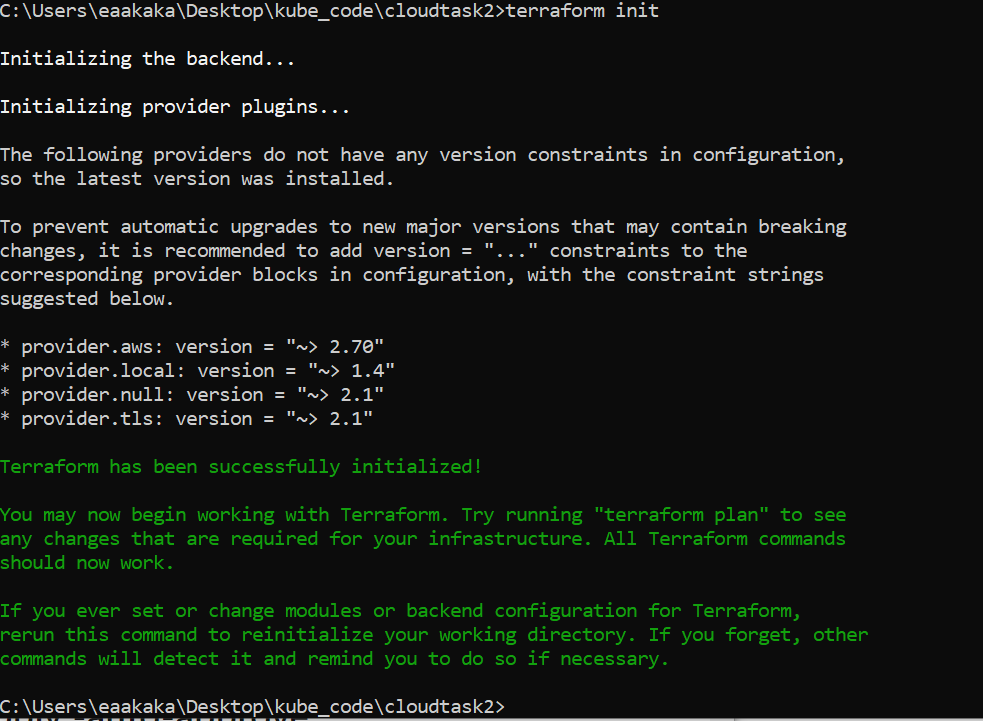 C:\Users\eaakaka\Desktop\kube_code\cloudtask2>terraform init
Initializing the backend...
Initializing provider plugins...
The following providers do not have any version constraints in configuration,
so the latest version was installed.
To prevent automatic upgrades to new major versions that may contain breaking
changes, it is recommended to add version = "..." constraints to the
corresponding provider blocks in configuration, with the constraint strings
suggested below.
* provider.aws: version = "~> 2.70"
* provider.local: version = "~> 1.4"
* provider.null: version = "~> 2.1"
* provider.tls: version = "~> 2.1"
Terraform has been successfully initialized!
You may now begin working with Terraform. Try running "terraform plan" to see
any changes that are required for your infrastructure. All Terraform commands
should now work.
If you ever set or change modules or backend configuration for Terraform,
rerun this command to reinitialize your working directory. If you forget, other
commands will detect it and remind you to do so if necessary.
C:\Users\eaakaka\Desktop\kube_code\cloudtask2>